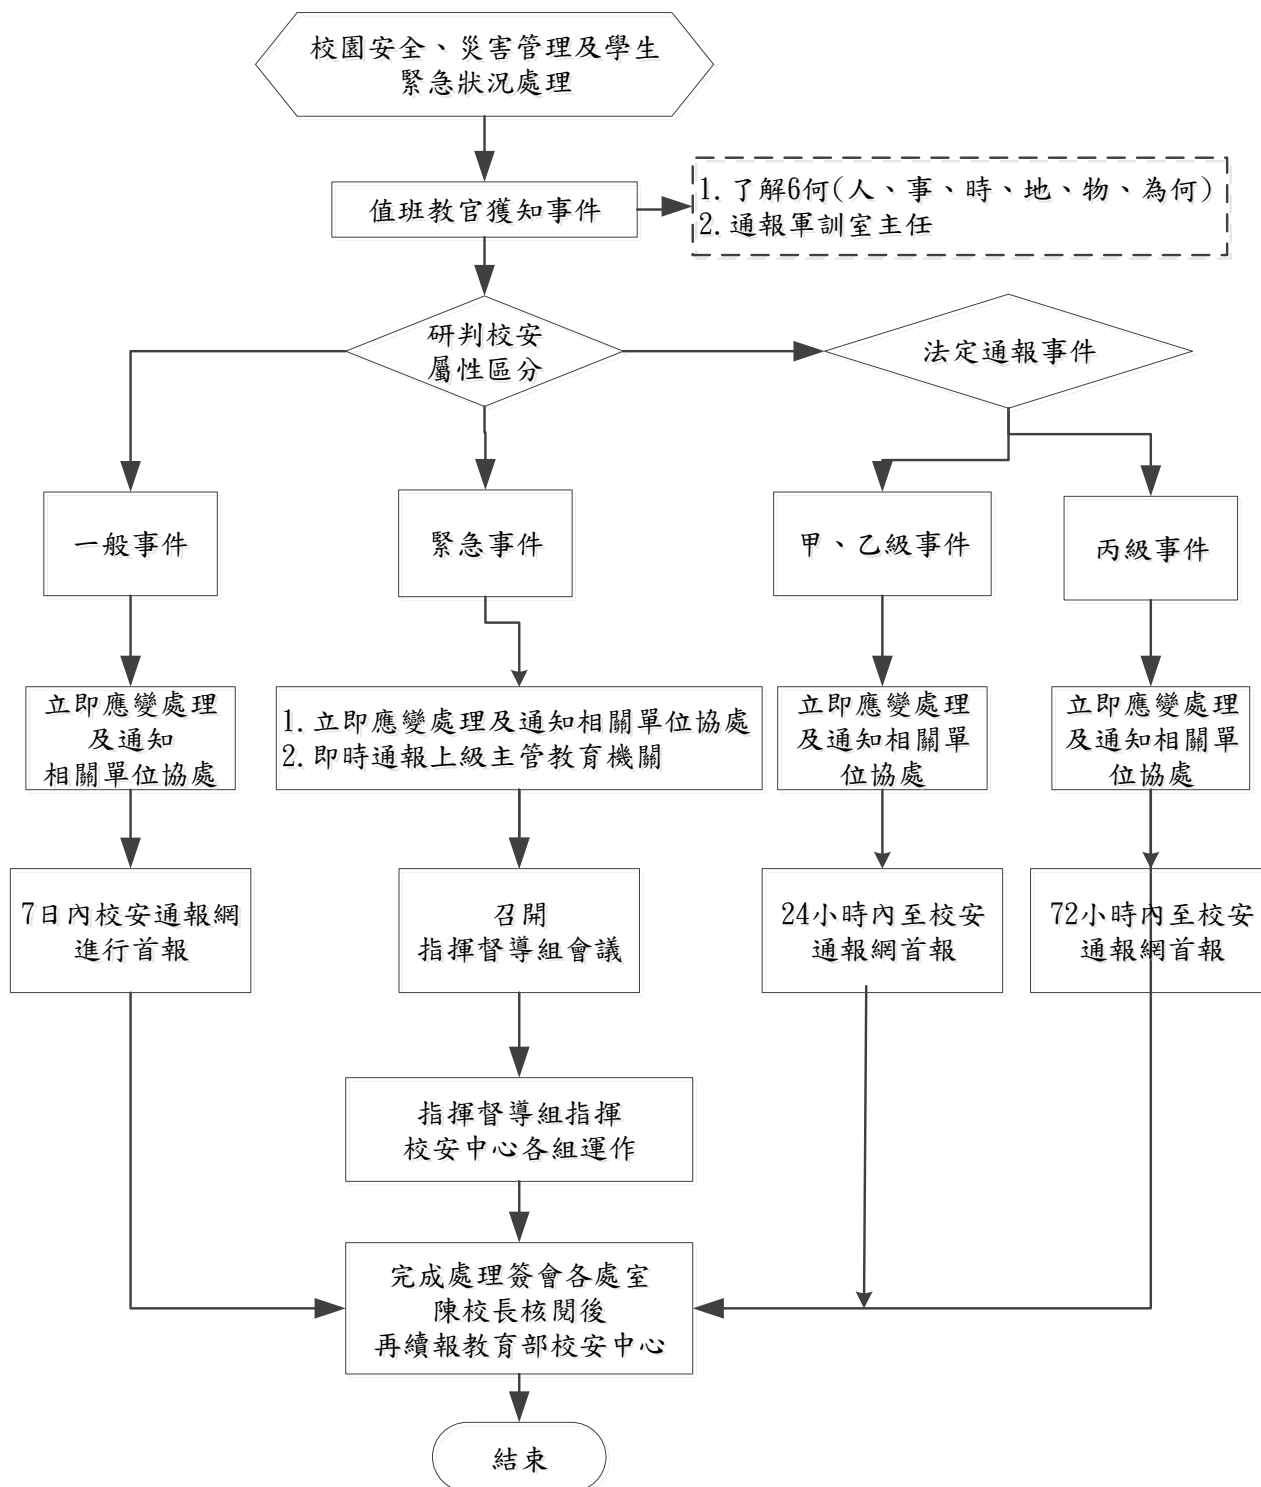 校園安全、災害管理及學生
緊急狀況處理
值班教官獲知事件
1.了解6何(人、事、時、地、物、為何)
2.通報軍訓室主任
研判校安
屬性區分
法定通報事件
一般事件
緊急事件
甲、乙級事件
丙級事件
立即應變處理
及通知
相關單位協處
1.立即應變處理及通知相關單位協處
2.即時通報上級主管教育機關
立即應變處理
及通知相關單
位協處
立即應變處理
及通知相關單
位協處
7日內校安通報網
進行首報
召開
指揮督導組會議
24小時內至校安
通報網首報
72小時內至校安
通報網首報
指揮督導組指揮
校安中心各組運作
完成處理簽會各處室
陳校長核閱後
再續報教育部校安中心
結束